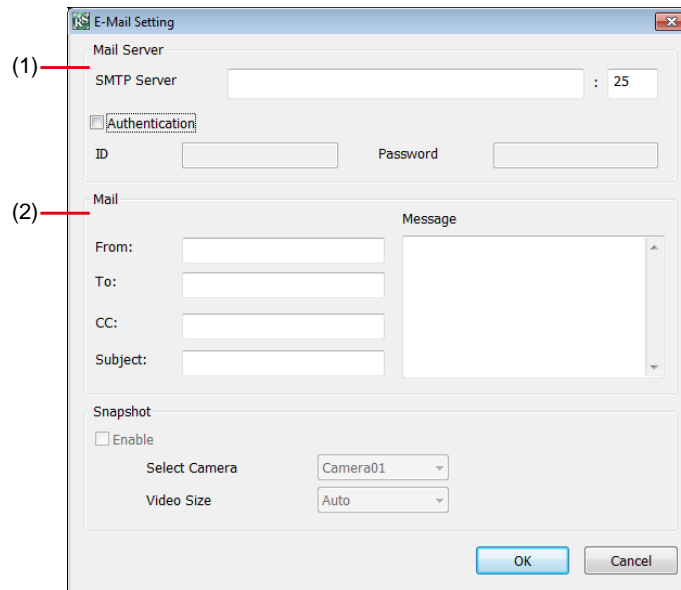 RS E-Mail Setting
Mail Server
(1)
SMTP Server : 25
Authentication
ID Password
(2)
Mail
Message
From:
To:
CC:
Subject:
Snapshot
Enable
Select Camera Camera01
Video Size Auto
OK Cancel